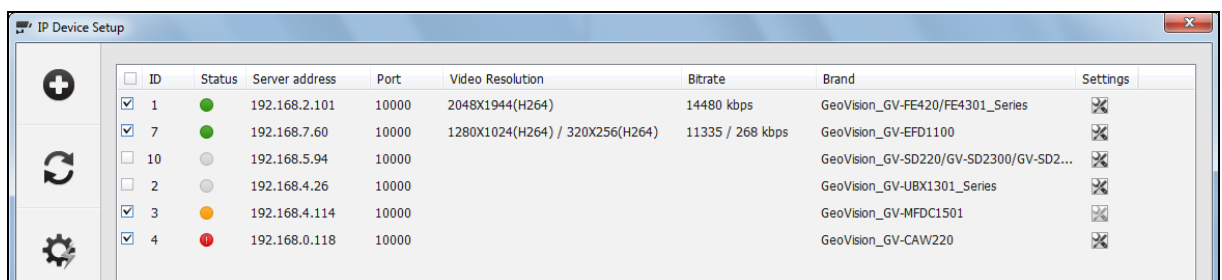 IP Device Setup
ID Status Server address Port Video Resolution Bitrate Brand Settings
1 192.168.2.101 10000 2048X1944(H264) 14480 kbps GeoVision_GV-FE420/FE4301_Series
7 192.168.7.60 10000 1280X1024(H264) / 320X256(H264) 11335 / 268 kbps GeoVision_GV-EFD1100
10 192.168.5.94 10000 GeoVision_GV-SD220/GV-SD2300/GV-SD2...
2 192.168.4.26 10000 GeoVision_GV-UBX1301_Series
3 192.168.4.114 10000 GeoVision_GV-MFDC1501
4 192.168.0.118 10000 GeoVision_GV-CAW220